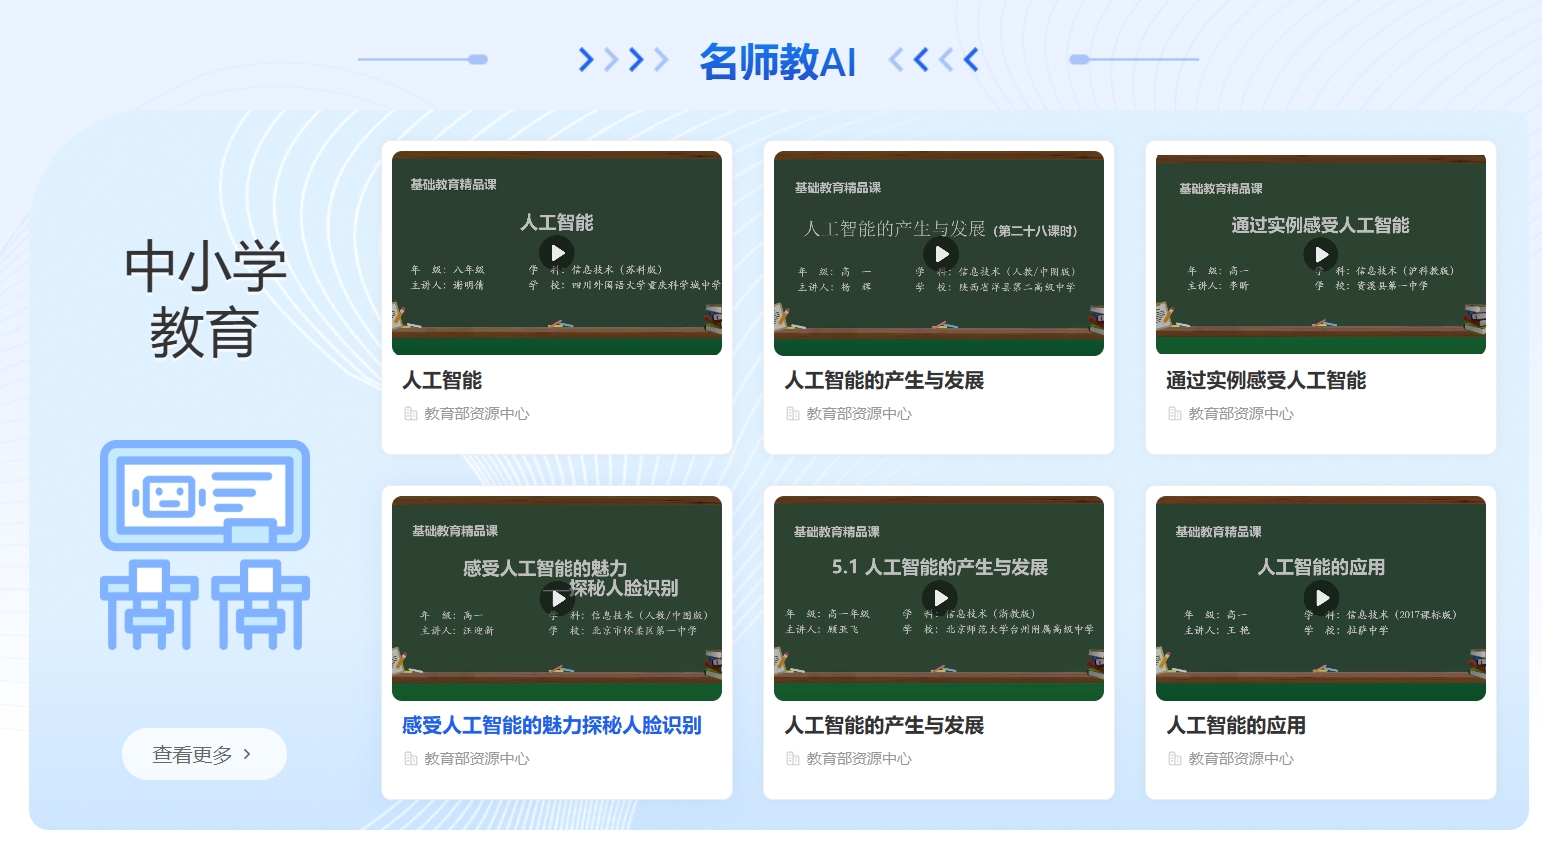 名师教AI
中小学
教育
查看更多
基础教育精品课
人工智能
年 级：八年级
学 科：信息技术（苏科版）
主讲人：谢明倩
学 校：四川外国语大学重庆科学城中学
人工智能
教育部资源中心
基础教育精品课
人工智能的产生与发展（第二十八课时）
年 级：高 一
学 科：信息技术（人教/中图版）
主讲人：杨 辉
学 校：陕西省洋县第二高级中学
人工智能的产生与发展
教育部资源中心
基础教育精品课
通过实例感受人工智能
年 级：高一
学 科：信息技术（沪科教版）
主讲人：李昕
学 校：资溪县第一中学
通过实例感受人工智能
教育部资源中心
基础教育精品课
感受人工智能的魅力
——探秘人脸识别
年 级：高一
学 科：信息技术（人教/中图版）
主讲人：汪迎新
学 校：北京市怀柔区第一中学
感受人工智能的魅力探秘人脸识别
教育部资源中心
基础教育精品课
5.1 人工智能的产生与发展
年 级：高一年级
学 科：信息技术（浙教版）
主讲人：顾亚飞
学 校：北京师范大学台州附属高级中学
人工智能的产生与发展
教育部资源中心
基础教育精品课
人工智能的应用
年 级：高一
学 科：信息技术（2017课标版）
主讲人：王艳
学 校：拉萨中学
人工智能的应用
教育部资源中心